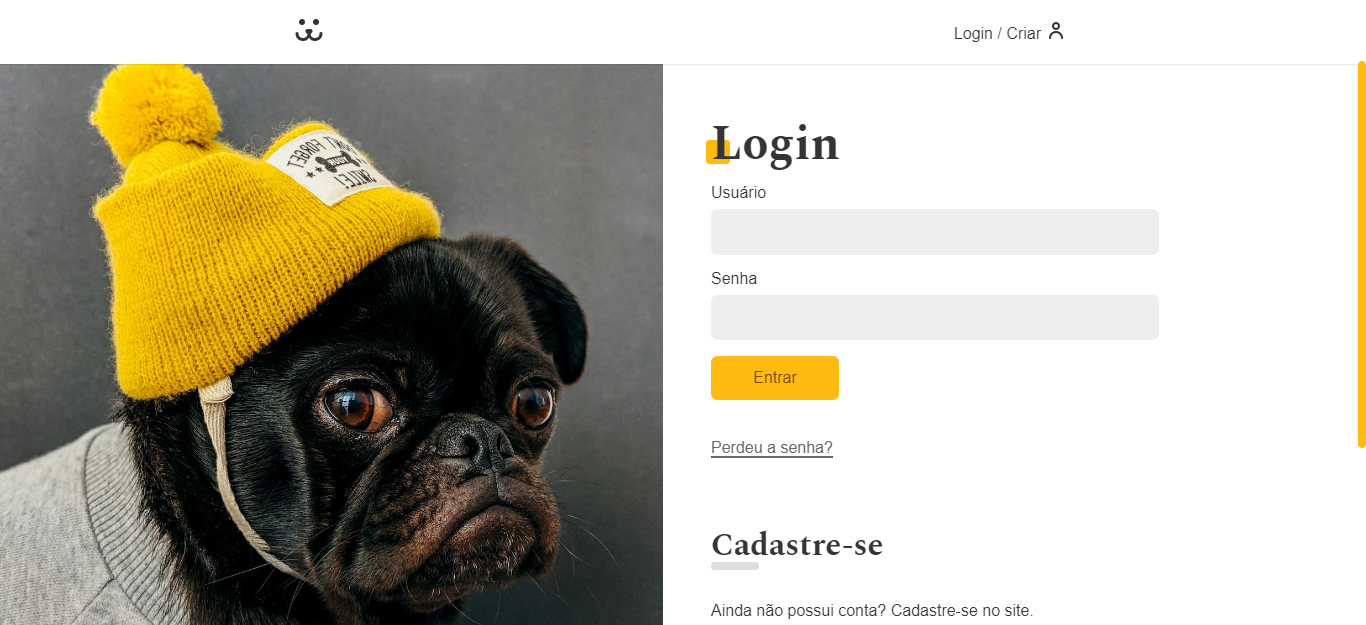 Login / Criar
DON'T FORGET
YOUR
SMILE!
Login
Usuário
Senha
Entrar
Perdeu a senha?
Cadastre-se
Ainda não possui conta? Cadastre-se no site.